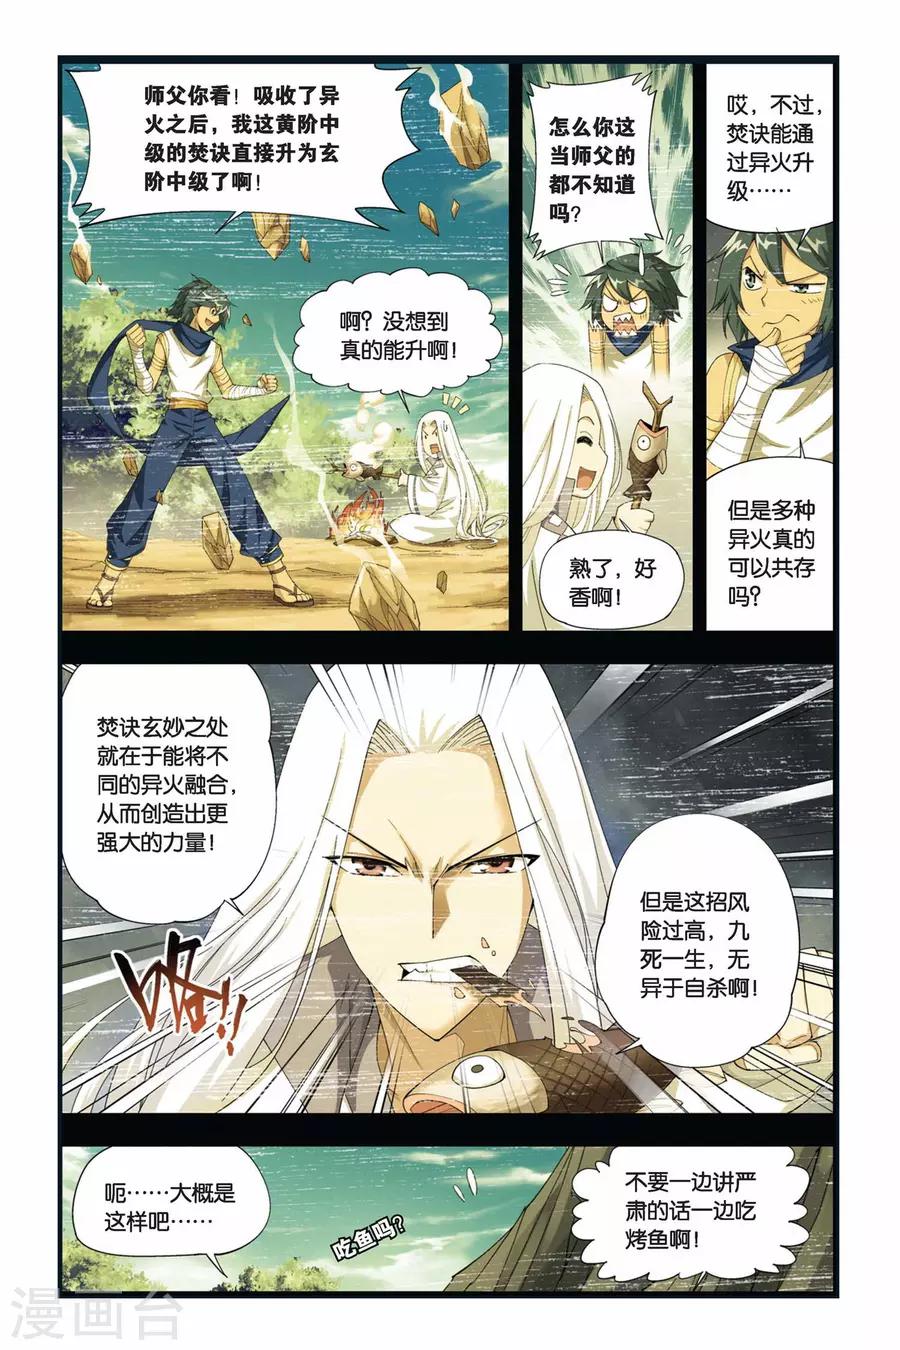 师父你看！吸收了异
火之后，我这黄阶中
级的焚诀直接升为玄
阶中级了啊！
啊？没想到
真的能升啊！
怎么你这
当师父的
都不知道
吗？
熟了，好
香啊！
哎，不过，
焚诀能通
过异火升
级……
但是多种
异火真的
可以共存
吗？
焚诀玄妙之处
就在于能将不
同的异火融合，
从而创造出更
强大的力量！
但是这招风
险过高，九
死一生，无
异于自杀啊！
呃……大概是
这样吧……
吃鱼吗？
不要一边讲严
肃的话一边吃
烤鱼啊！
漫画台